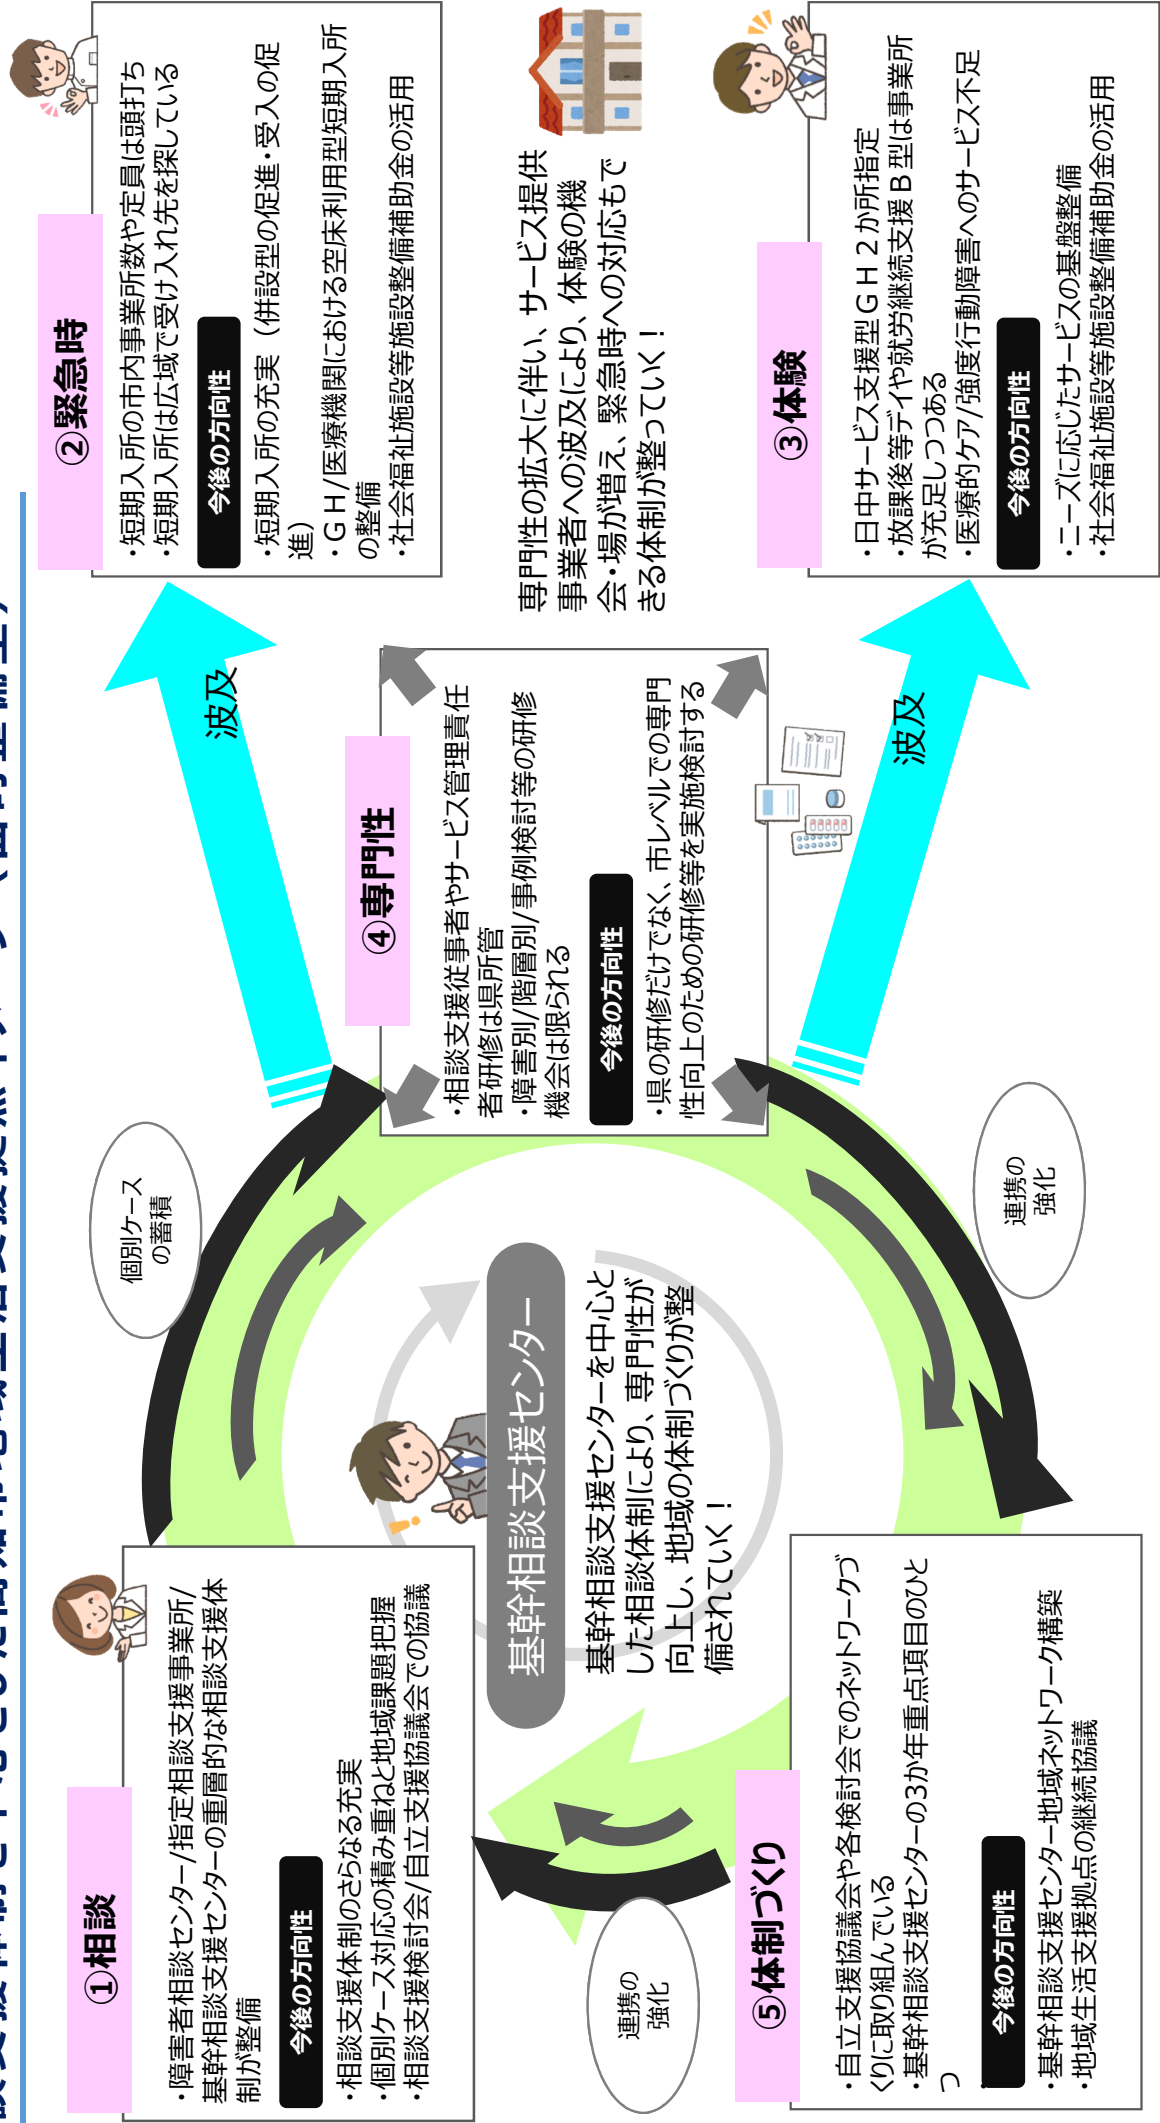 ①相談
・障害者相談センター/指定相談支援事業所/
基幹相談支援センターの重層的な相談支援体
制が整備
今後の方向性
・相談支援体制のさらなる充実
・個別ケース対応の積み重ねと地域課題把握
・相談支援検討会/自立支援協議会での協議
個別ケース
の蓄積
②緊急時
・短期入所の市内事業所数や定員は頭打ち
・短期入所は広域で受け入れ先を探している
今後の方向性
・短期入所の充実（併設型の促進・受入の促
進）
・ＧＨ/医療機関における空床利用型短期入所
の整備
・社会福祉施設等施設整備補助金の活用
波及
④専門性
・相談支援従事者やサービス管理責任
者研修は県所管
・障害別/階層別/事例検討等の研修
機会は限られる
今後の方向性
・県の研修だけでなく、市レベルでの専門
性向上のための研修等を実施検討する
専門性の拡大に伴い、サービス提供
事業者への波及により、体験の機
会・場が増え、緊急時への対応もで
きる体制が整っていく！
基幹相談支援センター
基幹相談支援センターを中心と
した相談体制により、専門性が
向上し、地域の体制づくりが整
備されていく！
連携の
強化
⑤体制づくり
・自立支援協議会や各検討会でのネットワークづ
くりに取り組んでいる
・基幹相談支援センターの3か年重点項目のひと
つ
今後の方向性
・基幹相談支援センター地域ネットワーク構築
・地域生活支援拠点の継続協議
連携の
強化
波及
③体験
・日中サービス支援型ＧＨ２か所指定
・放課後等デイや就労継続支援Ｂ型は事業所
が充足しつつある
・医療的ケア/強度行動障害へのサービス不足
今後の方向性
・ニーズに応じたサービスの基盤整備
・社会福祉施設等施設整備補助金の活用